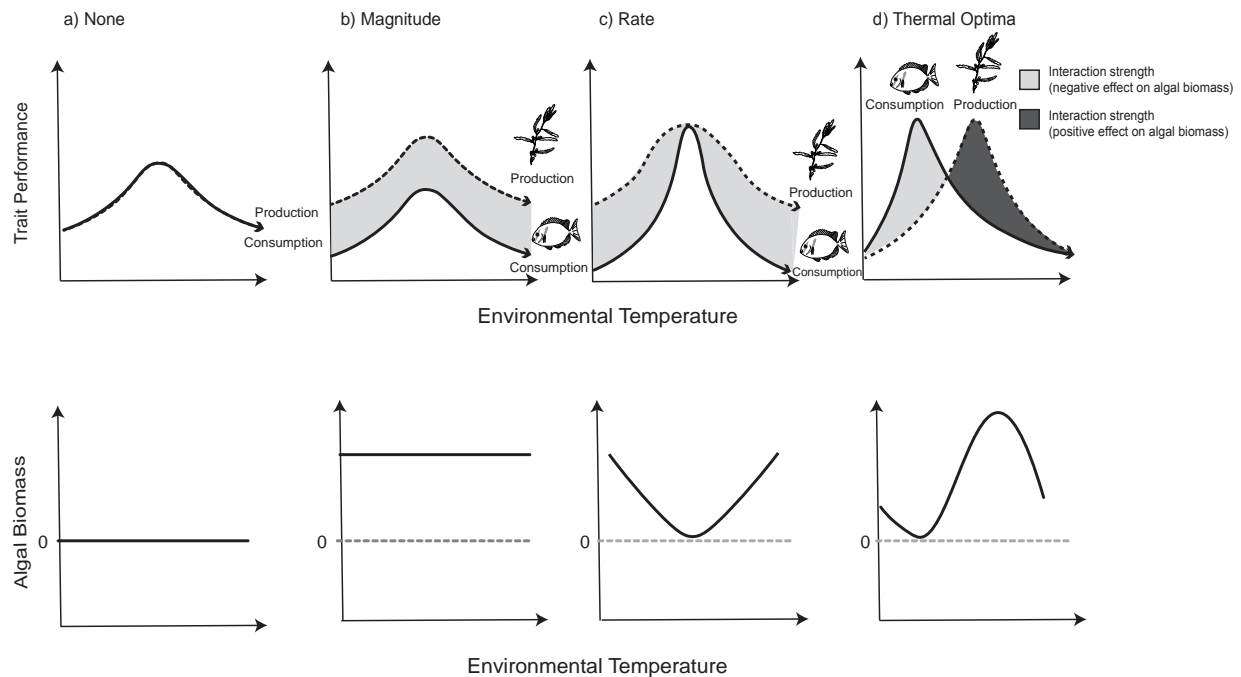 a) None
b) Magnitude
c) Rate
d) Thermal Optima
Trait Performance
Production
Consumption
Production
Consumption
Production
Consumption
Consumption
Production
Interaction strength
(negative effect on algal biomass)
Interaction strength
(positive effect on algal biomass)
Environmental Temperature
Algal Biomass
0
0
0
0
Environmental Temperature